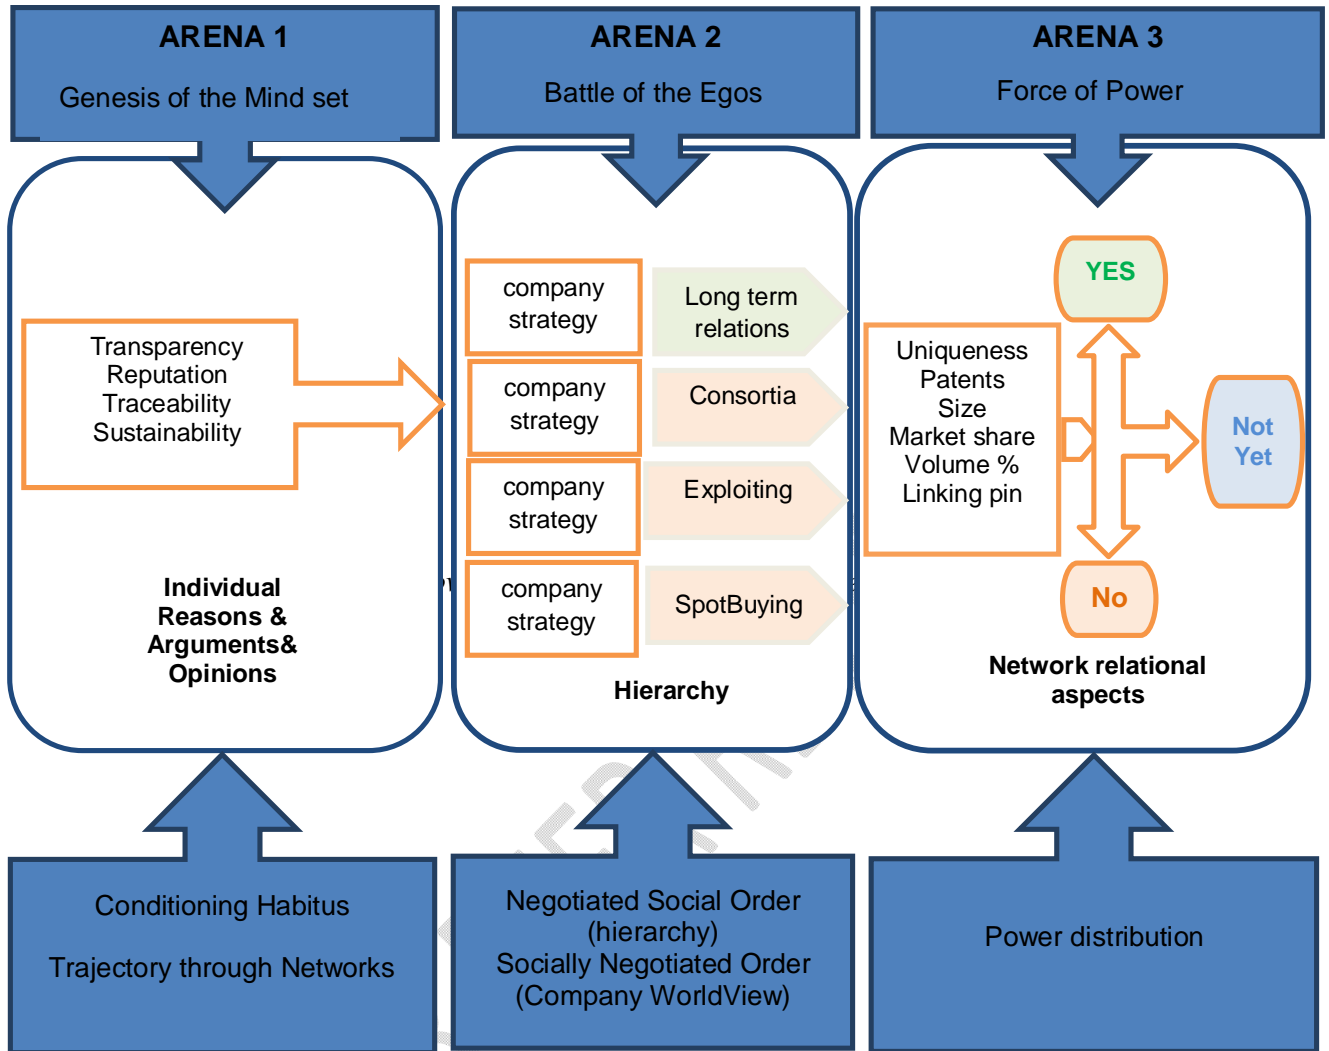 ARENA 1
Genesis of the Mind set
ARENA 2
Battle of the Egos
ARENA 3
Force of Power
Transparency
Reputation
Traceability
Sustainability
Individual
Reasons &
Arguments&
Opinions
company
strategy
Long term
relations
company
strategy
Consortia
company
strategy
Exploiting
company
strategy
SpotBuying
Hierarchy
YES
Uniqueness
Patents
Size
Market share
Volume %
Linking pin
Not
Yet
No
Network relational
aspects
Conditioning Habitus
Trajectory through Networks
Negotiated Social Order
(hierarchy)
Socially Negotiated Order
(Company WorldView)
Power distribution